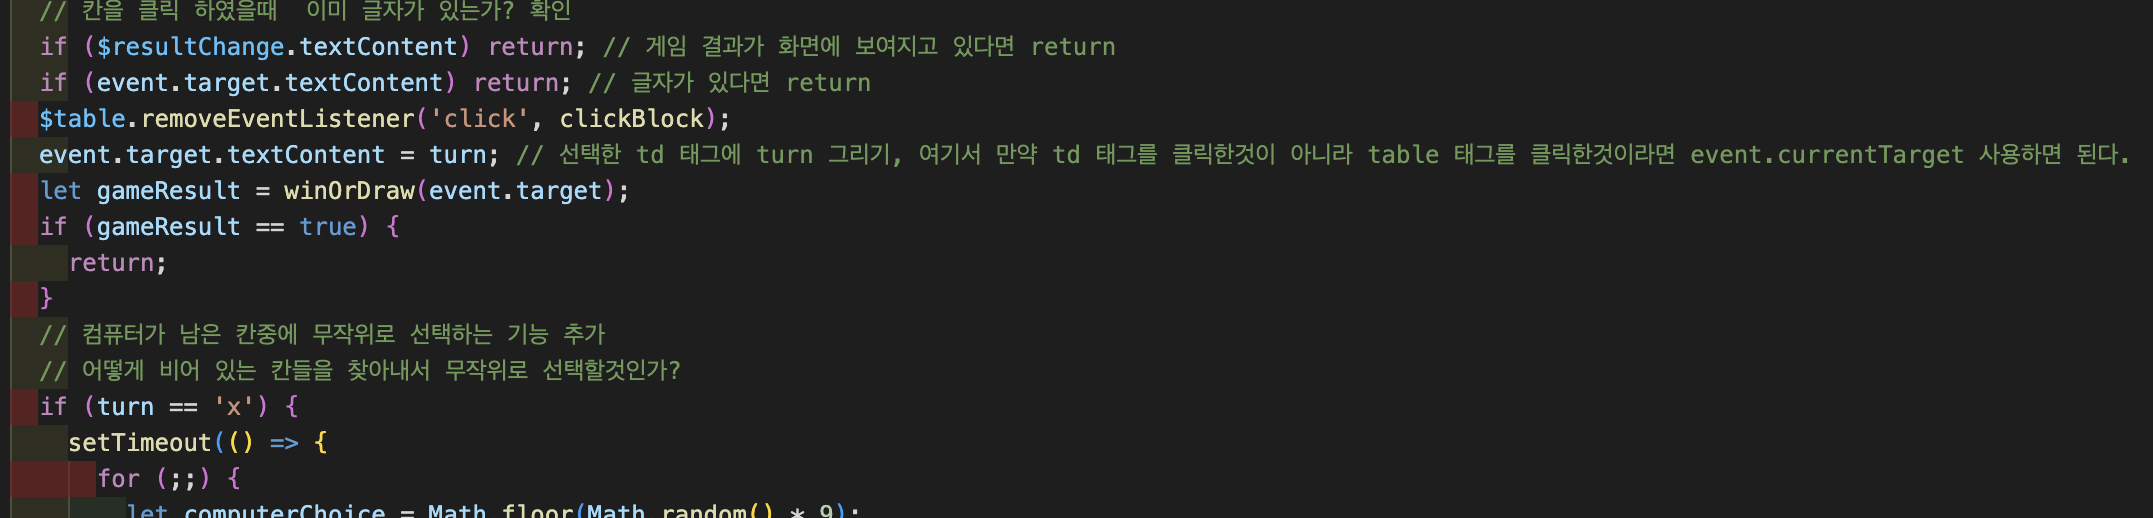 // 칸을 클릭 하였을때  이미 글자가 있는가? 확인
if ($resultChange.textContent) return; // 게임 결과가 화면에 보여지고 있다면 return
if (event.target.textContent) return; // 글자가 있다면 return
$table.removeEventListener('click', clickBlock);
event.target.textContent = turn; // 선택한 td 태그에 turn 그리기, 여기서 만약 td 태그를 클릭한것이 아니라 table 태그를 클릭한것이라면 event.currentTarget 사용하면 된다.
let gameResult = winOrDraw(event.target);
if (gameResult == true) {
return;
}
// 컴퓨터가 남은 칸중에 무작위로 선택하는 기능 추가
// 어떻게 비어 있는 칸들을 찾아내서 무작위로 선택할것인가?
if (turn == 'x') {
setTimeout(() => {
for (;;) {
let computerChoice = Math.floor(Math.random() * 9);